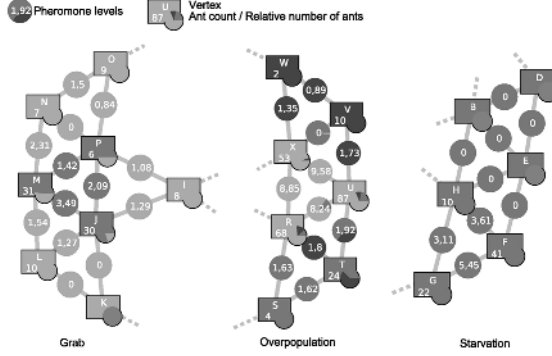 1,92 Pheromone levels
U 87 Vertex
Ant count / Relative number of ants
O 9
1,5
N 7
0
0,84
2,31
P 6
1,42
1,08
M 31
3,49
2,09
I 8
1,29
1,54
J 30
1,27
L 10
0
0
K
Grab
W 2
0,89
1,35
V 10
0
X 53
1,73
9,58
8,85
U 87
8,24
R 68
1,92
1,8
1,63
T 24
1,62
S 4
Overpopulation
D
B
0
0
0
E
0
H 10
0
3,61
0
3,11
F 41
5,45
G 22
Starvation